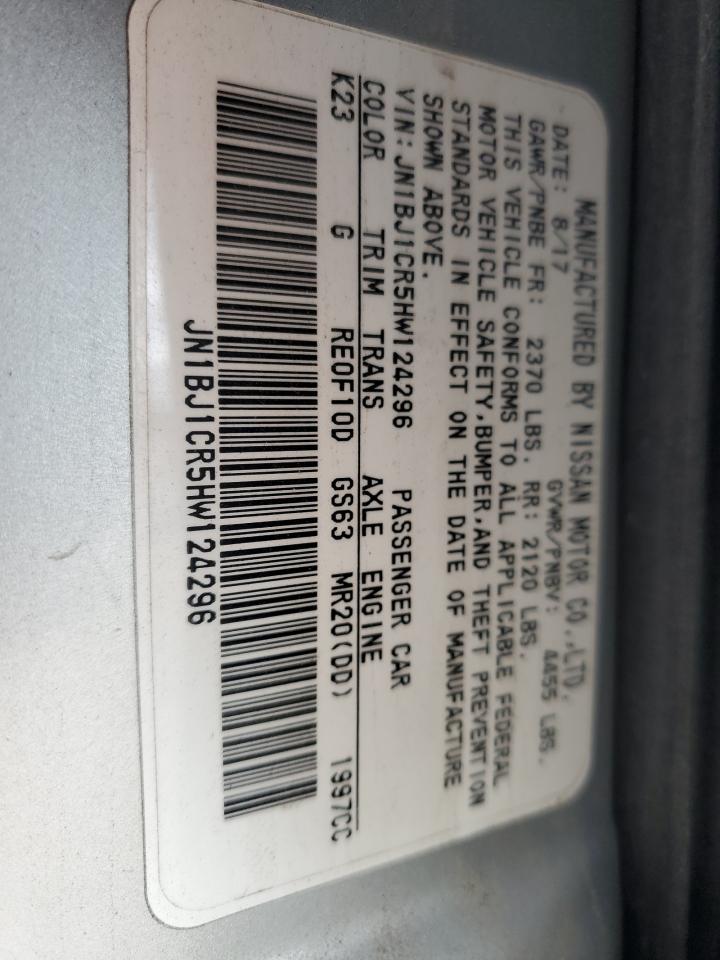 MANUFACTURED BY NISSAN MOTOR CO.,LTD.
DATE: 8/17 GVWR/PNBV: 4455 LBS.
GAWR/PNBE FR: 2370 LBS. RR: 2120 LBS.
THIS VEHICLE CONFORMS TO ALL APPLICABLE FEDERAL
MOTOR VEHICLE SAFETY,BUMPER,AND THEFT PREVENTION
STANDARDS IN EFFECT ON THE DATE OF MANUFACTURE
SHOWN ABOVE.
VIN:JN1BJ1CR5HW124296 PASSENGER CAR
COLOR TRIM TRANS AXLE ENGINE
K23 G RE0F10D GS63 MR20(DD) 1997CC
JN1BJ1CR5HW124296